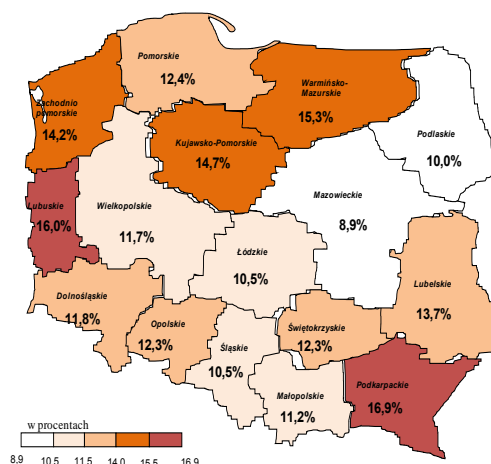 Pomorskie
12,4%
Warmińsko-
Mazurskie
15,3%
Zachodnio
pomorskie
14,2%
Podlaskie
10,0%
Kujawsko-Pomorskie
14,7%
Mazowieckie
8,9%
Lubuskie
16,0%
Wielkopolskie
11,7%
Łódzkie
10,5%
Lubelskie
13,7%
Dolnośląskie
11,8%
Opolskie
12,3%
Śląskie
10,5%
Świętokrzyskie
12,3%
Małopolskie
11,2%
Podkarpackie
16,9%
w procentach
8,9 10,5 11,5 14,0 15,5 16,9